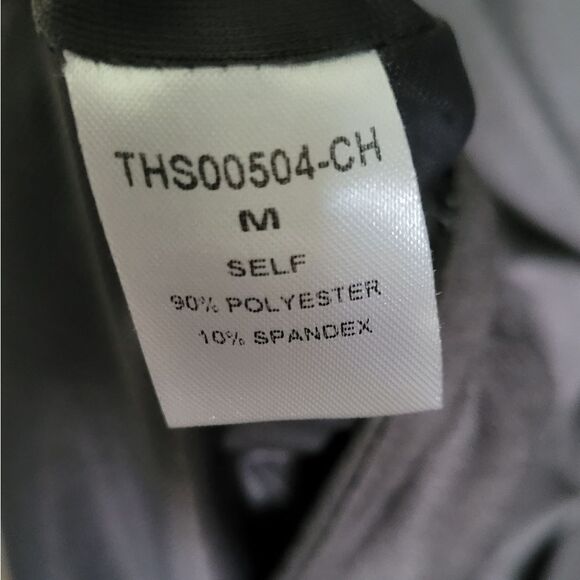 THS00504-CH
M
SELF
90% POLYESTER
10% SPANDEX